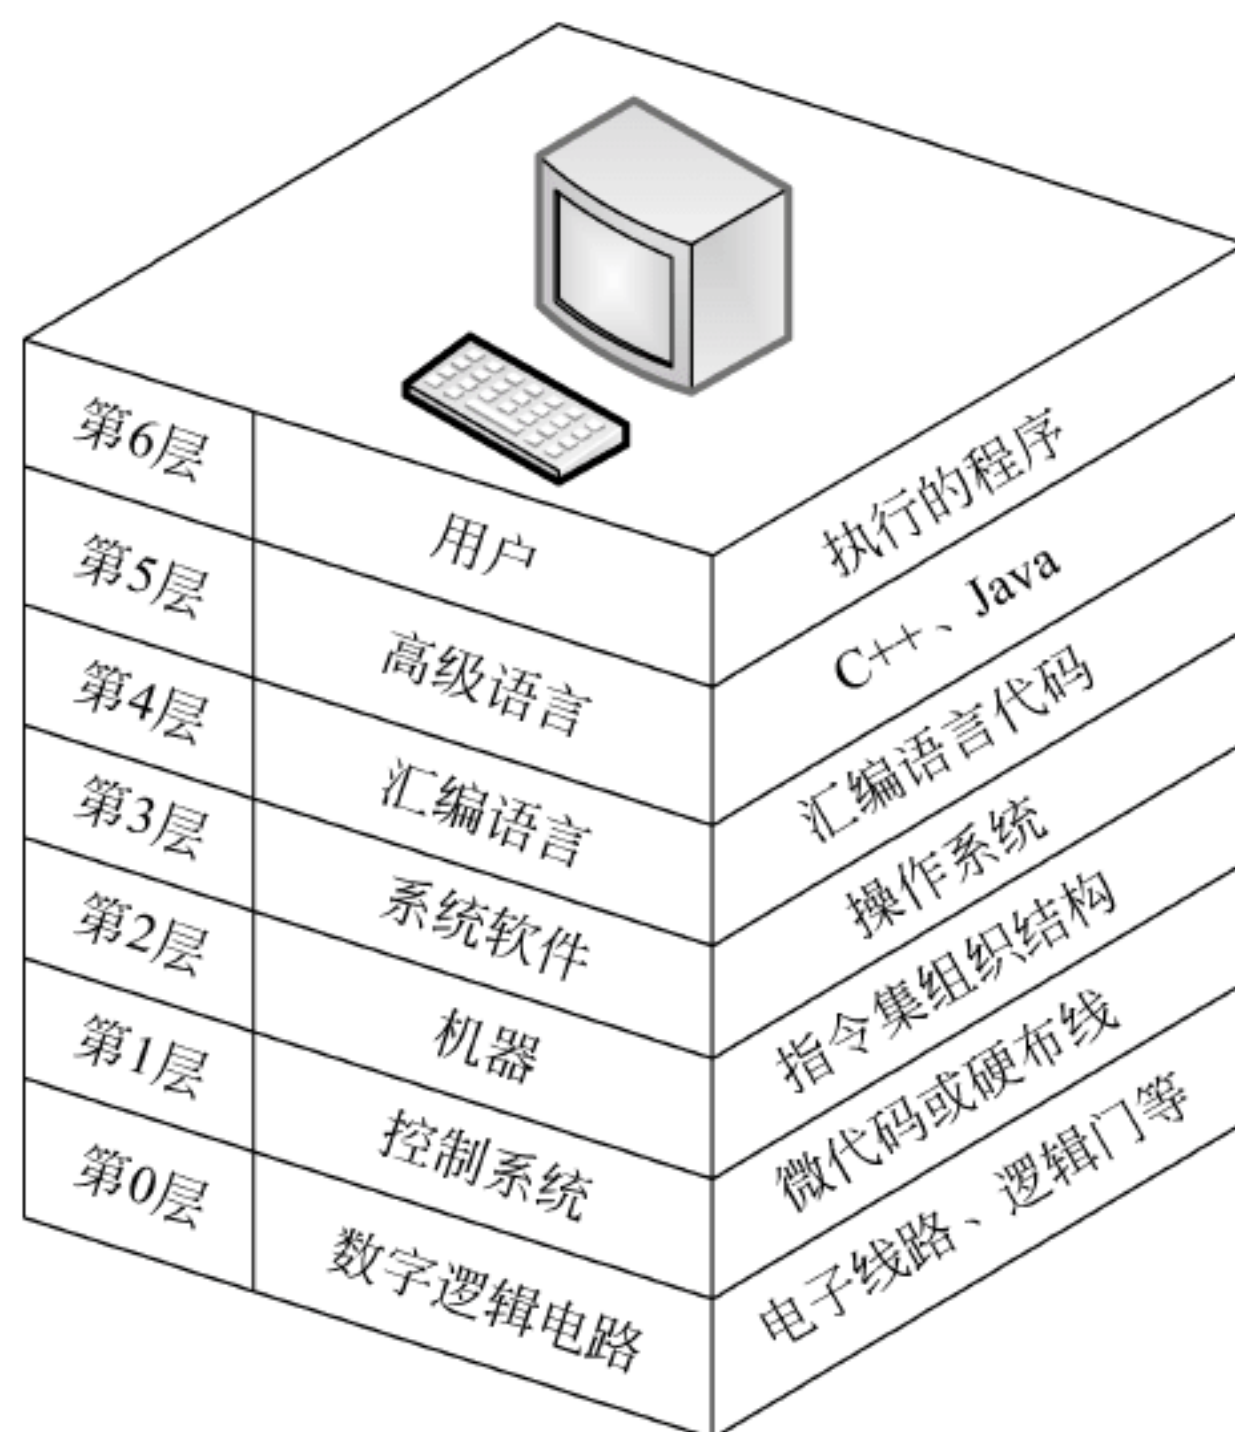 第6层
用户
执行的程序
第5层
高级语言
C++、Java
第4层
汇编语言
汇编语言代码
第3层
系统软件
操作系统
第2层
机器
指令集组织结构
第1层
控制系统
微代码或硬布线
第0层
数字逻辑电路
电子线路、逻辑门等